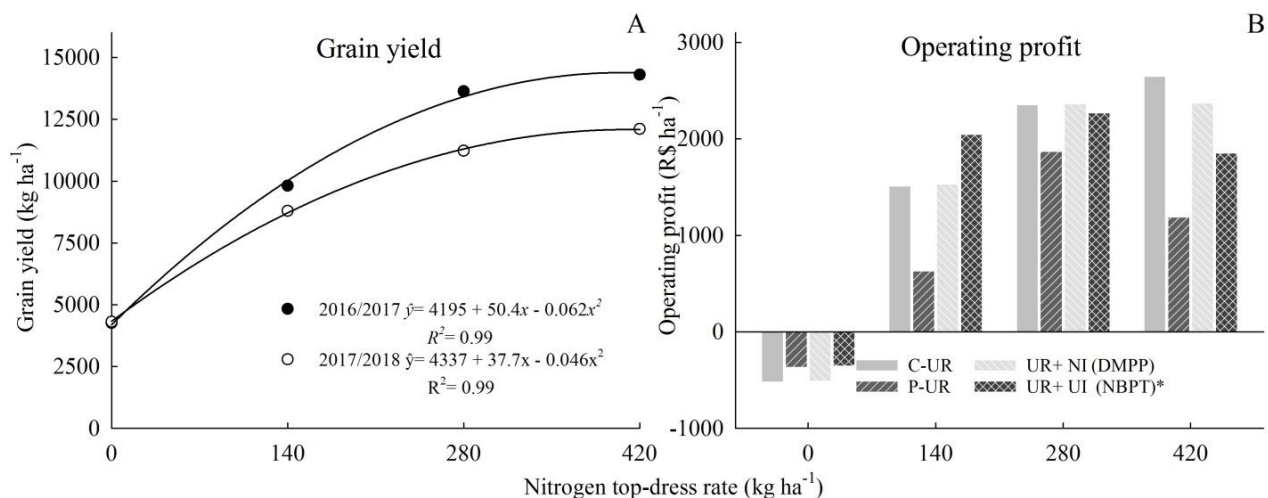 Grain yield
A
15000
12500
10000
7500
5000
2500
0
Grain yield (kg ha⁻¹)
2016/2017 ŷ= 4195 + 50.4x - 0.062x²
R²= 0.99
2017/2018 ŷ= 4337 + 37.7x - 0.046x²
R²= 0.99
0 140 280 420
Operating profit
B
3000
2000
1000
0
-1000
Operating profit (R$ ha⁻¹)
C-UR
UR+ NI (DMPP)
P-UR
UR+ UI (NBPT)*
0 140 280 420
Nitrogen top-dress rate (kg ha⁻¹)